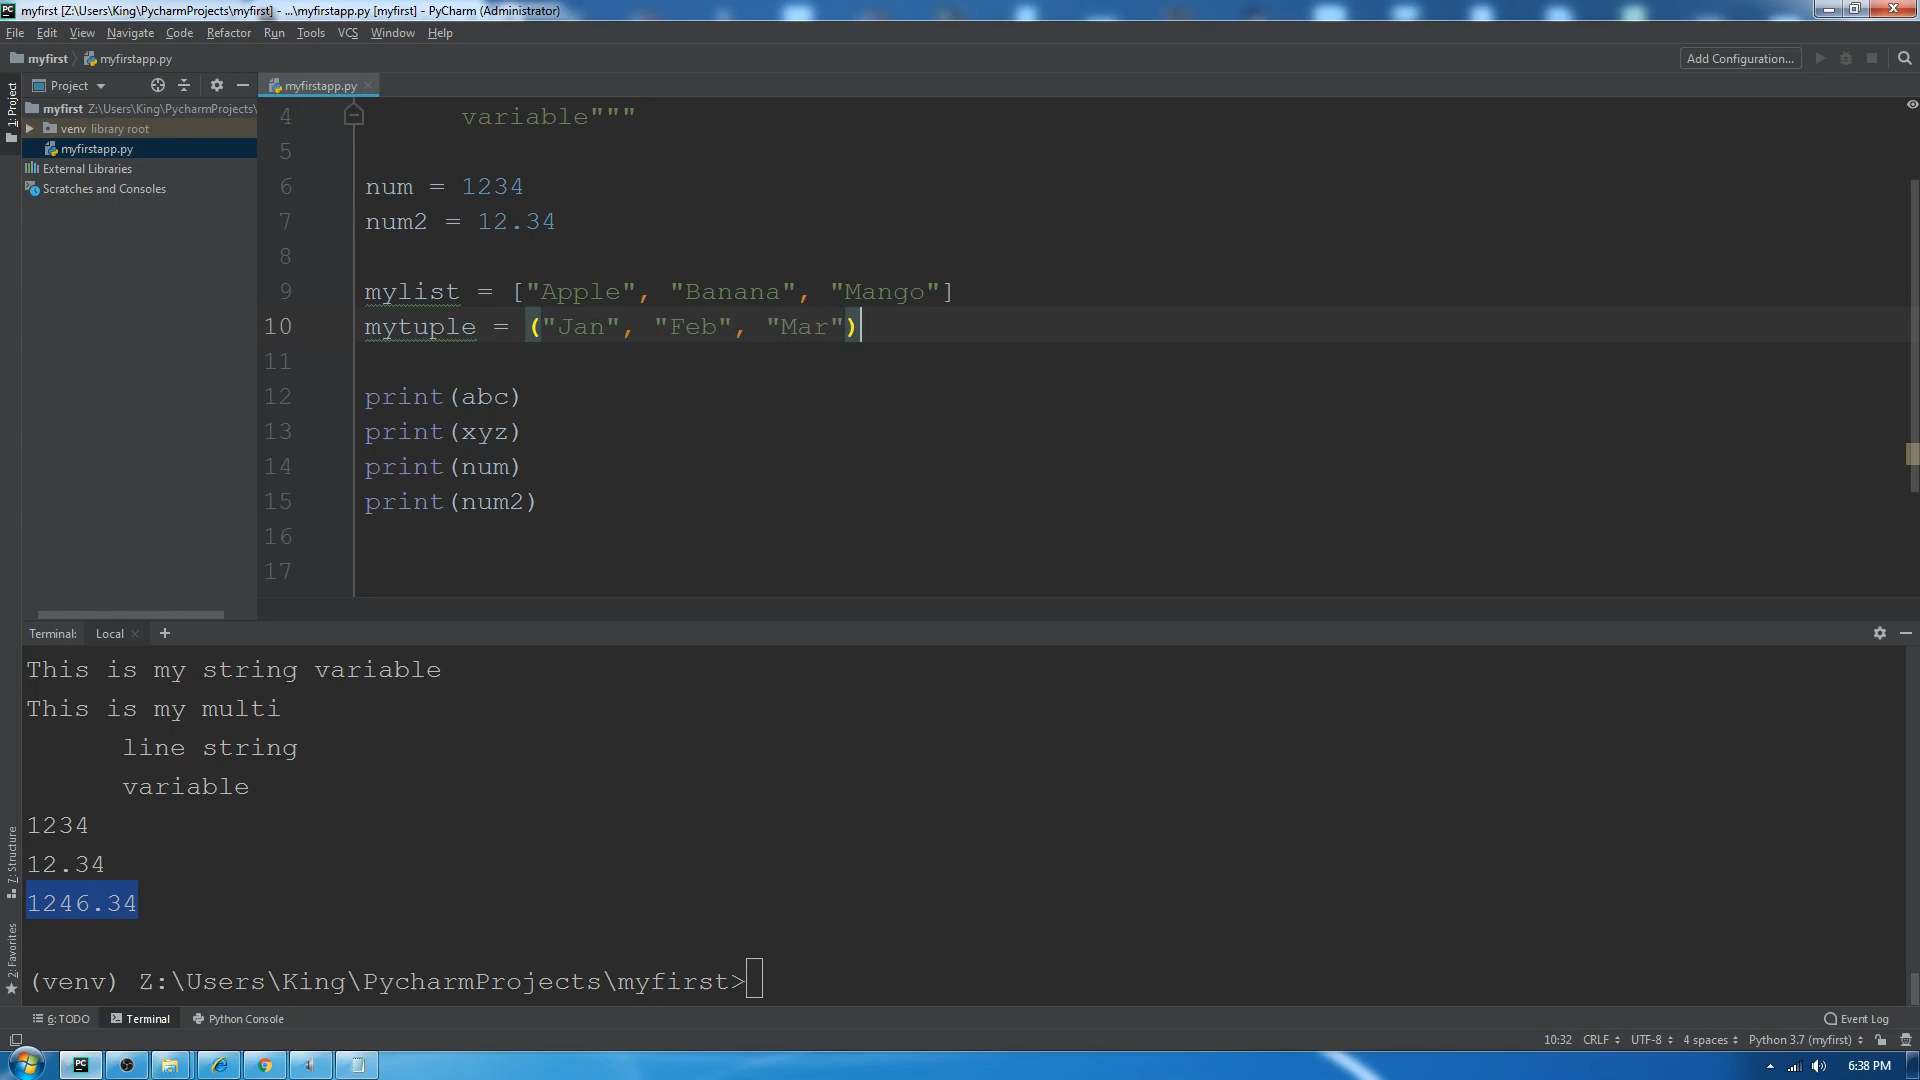 myfirst [Z:\Users\King\PycharmProjects\myfirst] - ...\myfirstapp.py [myfirst] - PyCharm (Administrator)
File Edit View Navigate Code Refactor Run Tools VCS Window Help
myfirst myfirstapp.py Add Configuration...
1: Project
Project
myfirst Z:\Users\King\PycharmProjects\
venv library root
myfirstapp.py
External Libraries
Scratches and Consoles
myfirstapp.py
4 variable"""
5
6 num = 1234
7 num2 = 12.34
8
9 mylist = ["Apple", "Banana", "Mango"]
10 mytuple = ("Jan", "Feb", "Mar")
11
12 print(abc)
13 print(xyz)
14 print(num)
15 print(num2)
16
17
Terminal: Local +
This is my string variable
This is my multi
line string
variable
1234
12.34
1246.34
(venv) Z:\Users\King\PycharmProjects\myfirst>
Z: Structure
2: Favorites
6: TODO Terminal Python Console Event Log
10:32 CRLF UTF-8 4 spaces Python 3.7 (myfirst)
PC
6:38 PM